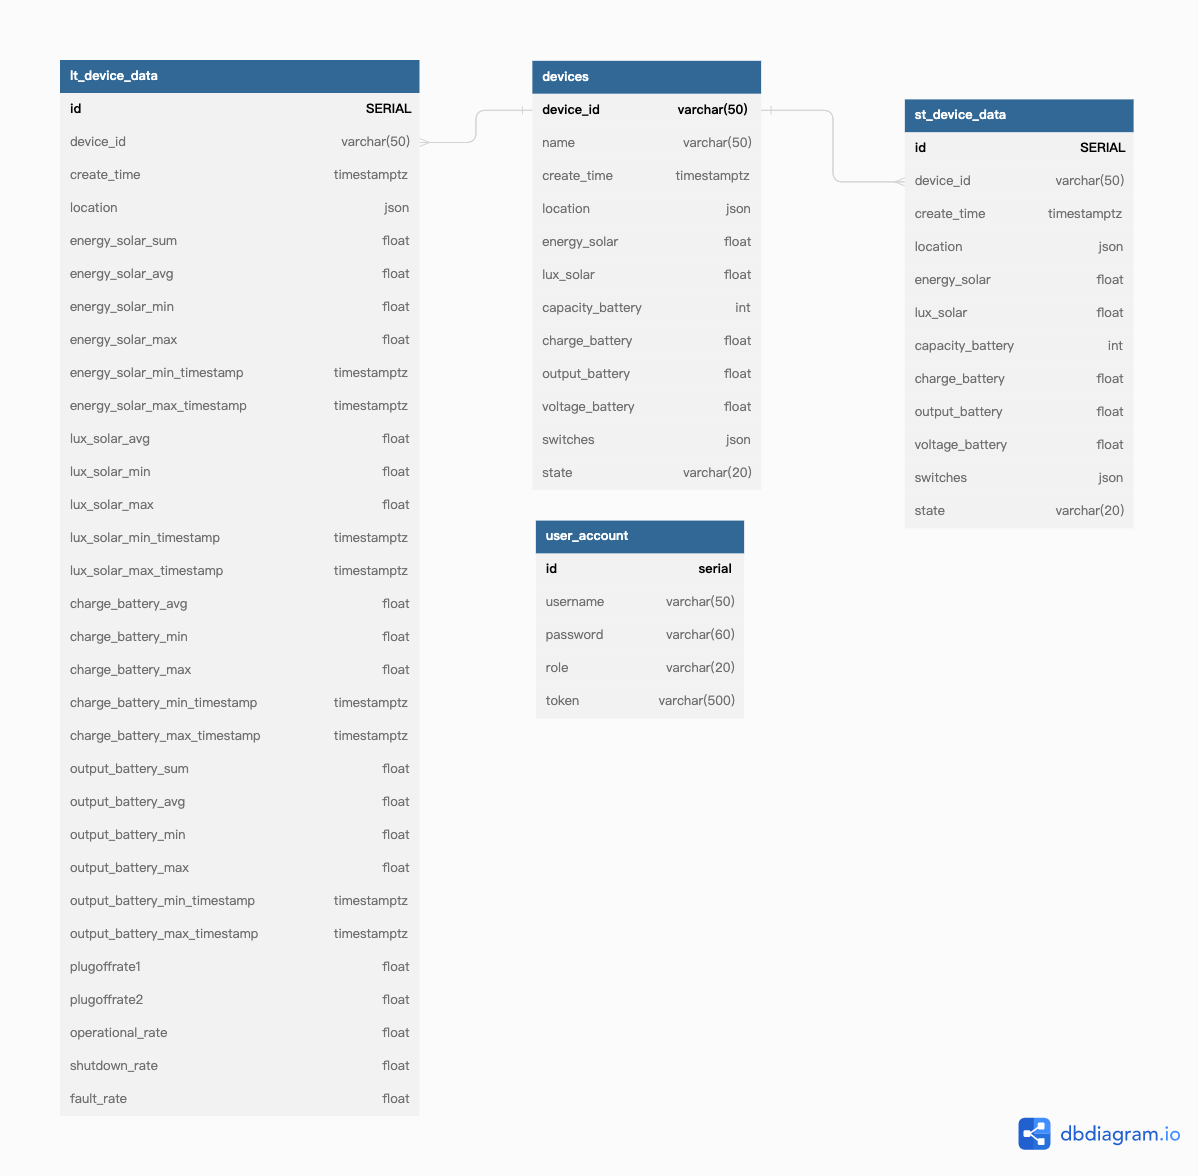 lt_device_data
id SERIAL
device_id varchar(50)
create_time timestamptz
location json
energy_solar_sum float
energy_solar_avg float
energy_solar_min float
energy_solar_max float
energy_solar_min_timestamp timestamptz
energy_solar_max_timestamp timestamptz
lux_solar_avg float
lux_solar_min float
lux_solar_max float
lux_solar_min_timestamp timestamptz
lux_solar_max_timestamp timestamptz
charge_battery_avg float
charge_battery_min float
charge_battery_max float
charge_battery_min_timestamp timestamptz
charge_battery_max_timestamp timestamptz
output_battery_sum float
output_battery_avg float
output_battery_min float
output_battery_max float
output_battery_min_timestamp timestamptz
output_battery_max_timestamp timestamptz
plugoffrate1 float
plugoffrate2 float
operational_rate float
shutdown_rate float
fault_rate float
devices
device_id varchar(50)
name varchar(50)
create_time timestamptz
location json
energy_solar float
lux_solar float
capacity_battery int
charge_battery float
output_battery float
voltage_battery float
switches json
state varchar(20)
user_account
id serial
username varchar(50)
password varchar(60)
role varchar(20)
token varchar(500)
st_device_data
id SERIAL
device_id varchar(50)
create_time timestamptz
location json
energy_solar float
lux_solar float
capacity_battery int
charge_battery float
output_battery float
voltage_battery float
switches json
state varchar(20)
dbdiagram.io